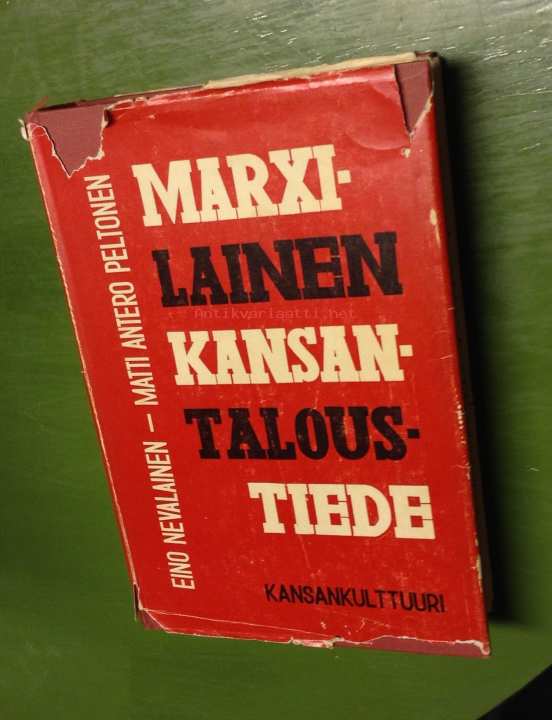 EINO NEVALAINEN – MATTI ANTERO PELTONEN
MARXI-
LAINEN
Antikvariaatti.net
KANSAN-
TALOUS-
TIEDE
KANSANKULTTUURI